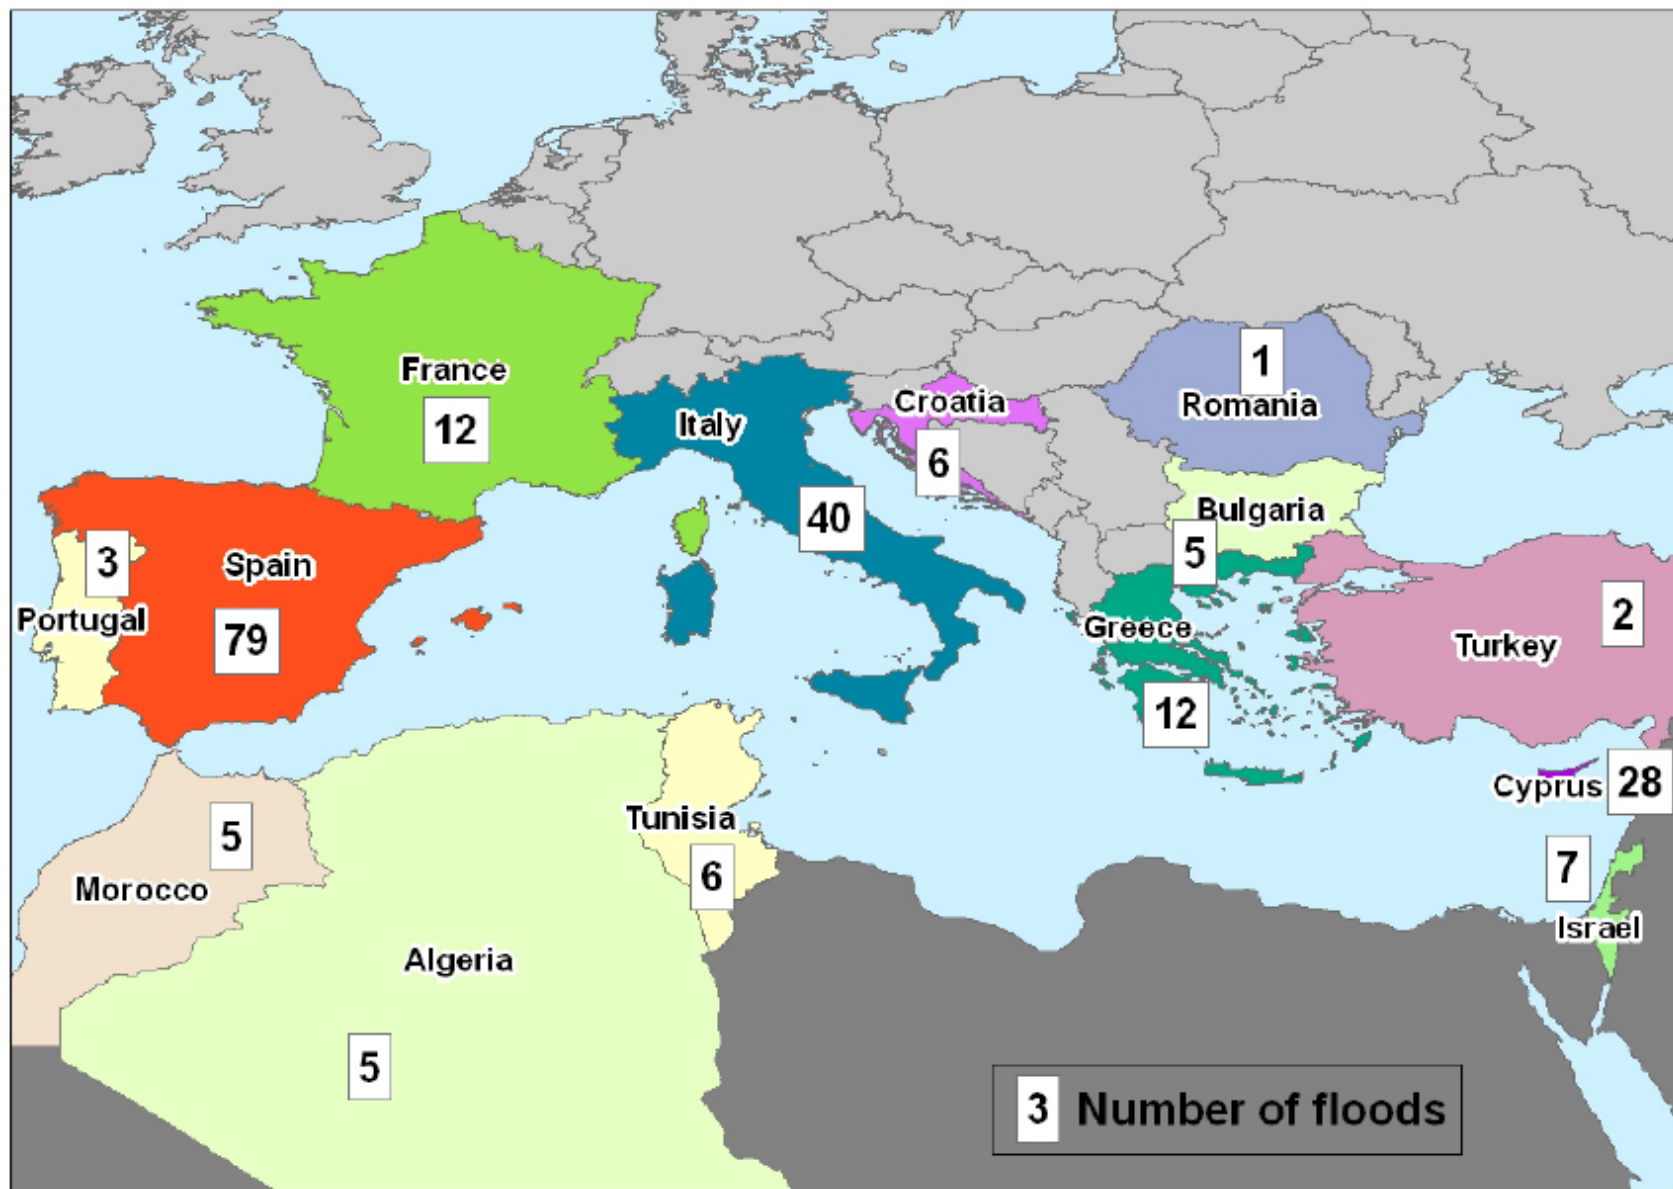 France
12
Italy
40
Croatia
6
1
Romania
Bulgaria
5
Spain
79
3
Portugal
Greece
12
Turkey
2
Cyprus 28
7
Israel
Tunisia
6
5
Morocco
Algeria
5
3 Number of floods